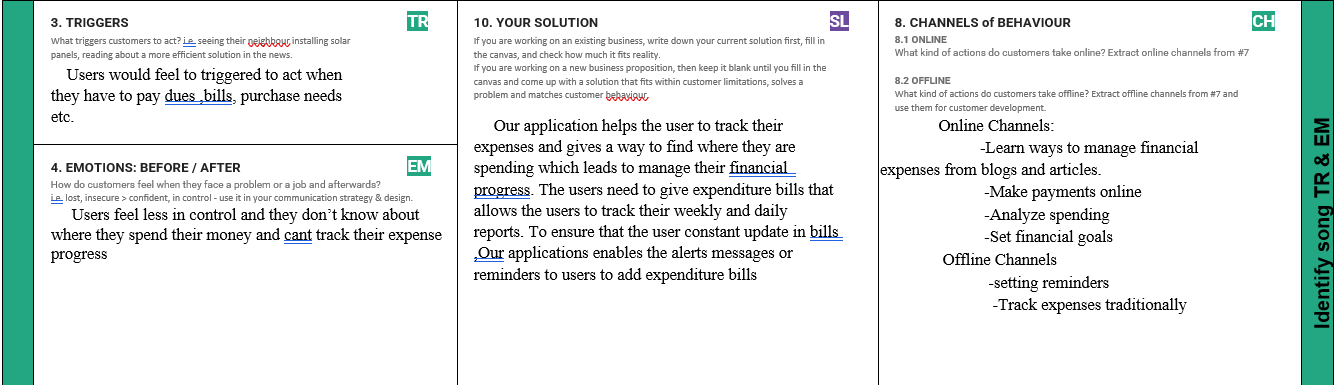 3. TRIGGERS
TR
What triggers customers to act? i.e. seeing their neighbour installing solar
panels, reading about a more efficient solution in the news.
Users would feel to triggered to act when
they have to pay dues ,bills, purchase needs
etc.
4. EMOTIONS: BEFORE / AFTER
EM
How do customers feel when they face a problem or a job and afterwards?
i.e. lost, insecure > confident, in control - use it in your communication strategy & design.
Users feel less in control and they don’t know about
where they spend their money and cant track their expense
progress
10. YOUR SOLUTION
SL
If you are working on an existing business, write down your current solution first, fill in
the canvas, and check how much it fits reality.
If you are working on a new business proposition, then keep it blank until you fill in the
canvas and come up with a solution that fits within customer limitations, solves a
problem and matches customer behaviour.
Our application helps the user to track their
expenses and gives a way to find where they are
spending which leads to manage their financial
progress. The users need to give expenditure bills that
allows the users to track their weekly and daily
reports. To ensure that the user constant update in bills
,Our applications enables the alerts messages or
reminders to users to add expenditure bills
8. CHANNELS of BEHAVIOUR
CH
8.1 ONLINE
What kind of actions do customers take online? Extract online channels from #7
8.2 OFFLINE
What kind of actions do customers take offline? Extract offline channels from #7 and
use them for customer development.
Online Channels:
-Learn ways to manage financial
expenses from blogs and articles.
-Make payments online
-Analyze spending
-Set financial goals
Offline Channels
-setting reminders
-Track expenses traditionally
Identify song TR & EM